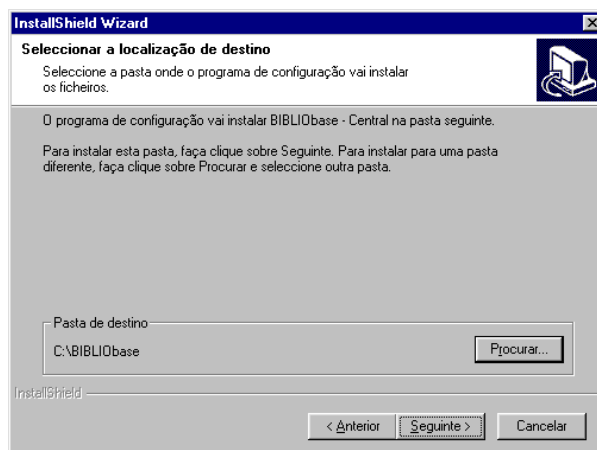 InstallShield Wizard
Seleccionar a localização de destino
Seleccione a pasta onde o programa de configuração vai instalar
os ficheiros.
O programa de configuração vai instalar BIBLIObase - Central na pasta seguinte.
Para instalar esta pasta, faça clique sobre Seguinte. Para instalar para uma pasta
diferente, faça clique sobre Procurar e seleccione outra pasta.
Pasta de destino
C:\BIBLIObase
Procurar...
InstallShield
< Anterior
Seguinte >
Cancelar